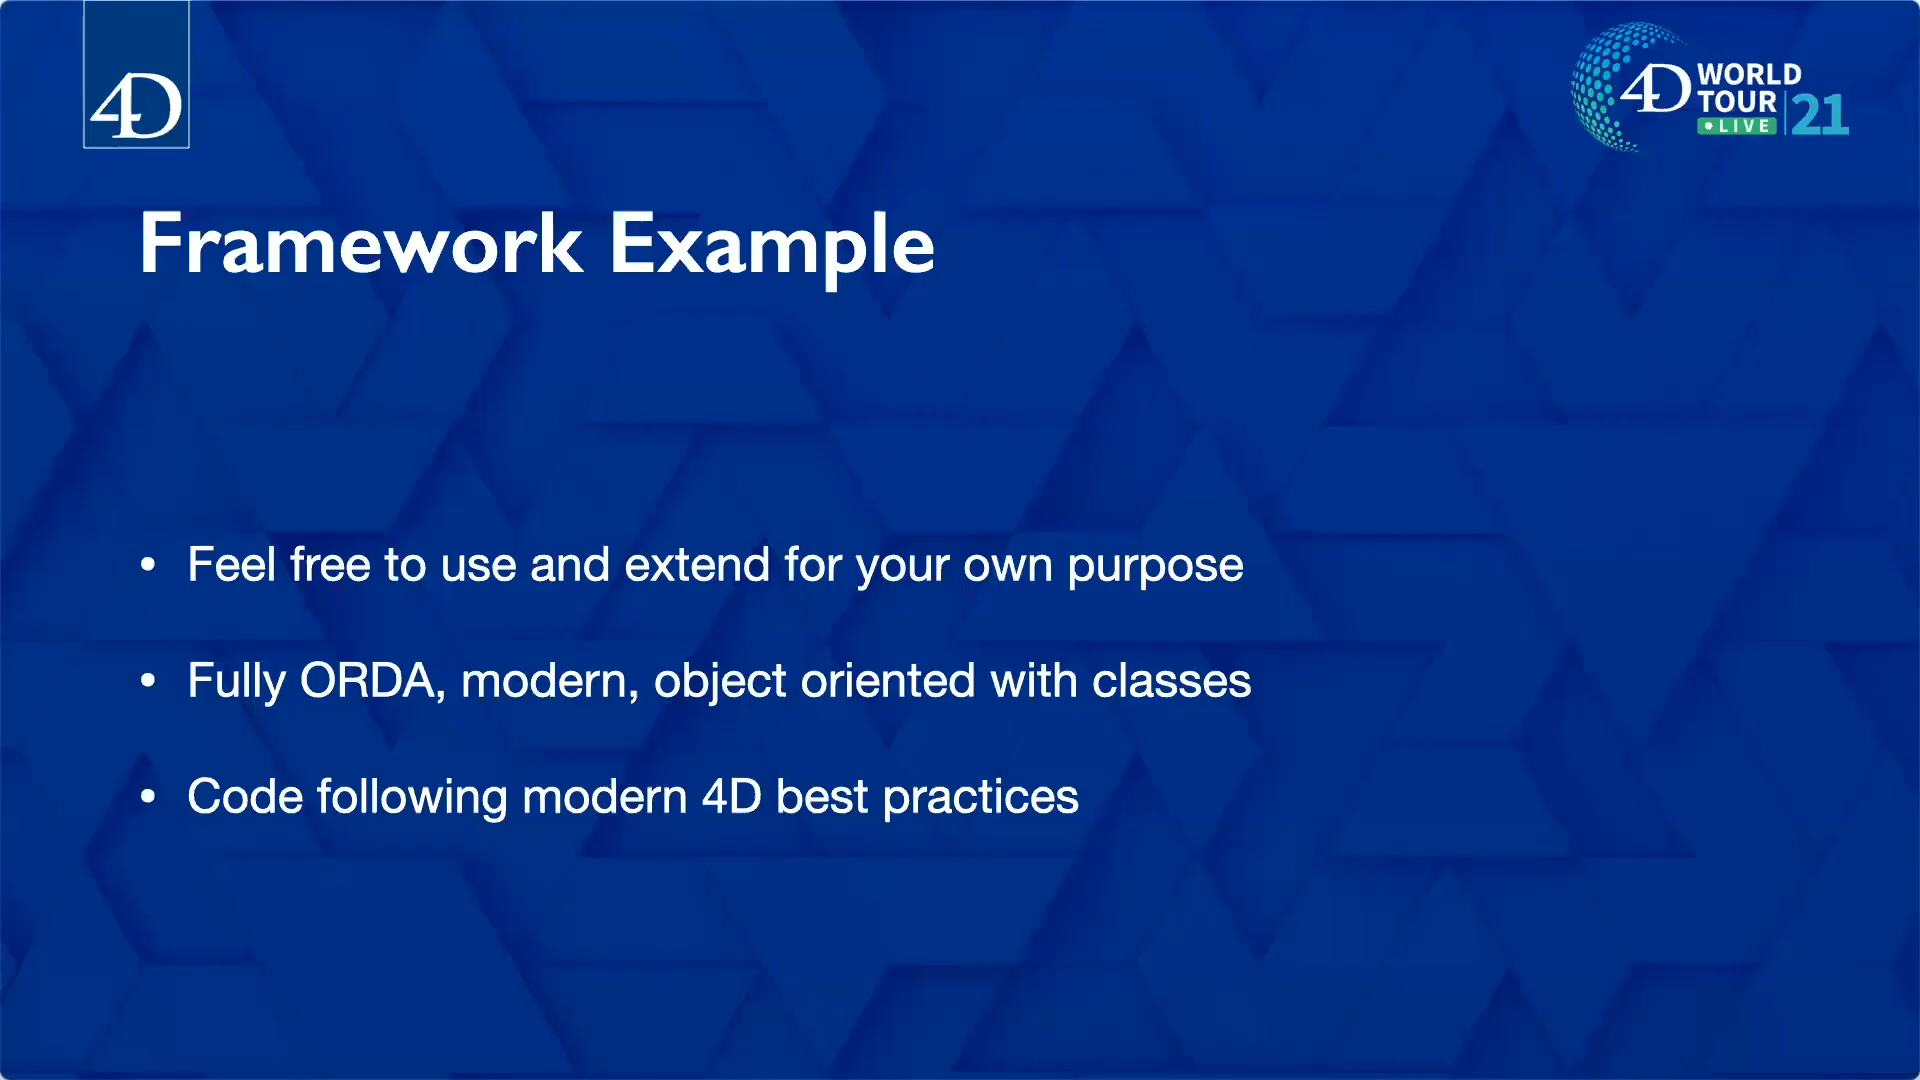 4D
4D WORLD
TOUR
LIVE
21
Framework Example
• Feel free to use and extend for your own purpose
• Fully ORDA, modern, object oriented with classes
• Code following modern 4D best practices